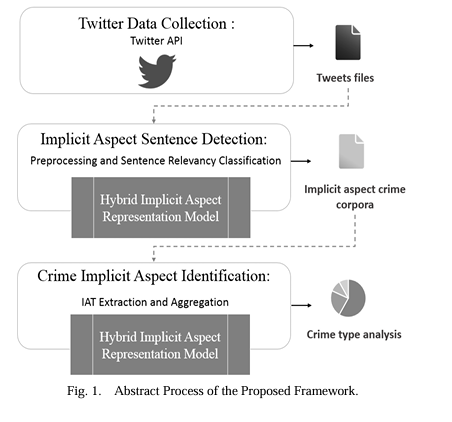 Twitter Data Collection :
Twitter API
Tweets files
Implicit Aspect Sentence Detection:
Preprocessing and Sentence Relevancy Classification
Hybrid Implicit Aspect
Representation Model
Implicit aspect crime
corpora
Crime Implicit Aspect Identification:
IAT Extraction and Aggregation
Hybrid Implicit Aspect
Representation Model
Crime type analysis
Fig. 1. Abstract Process of the Proposed Framework.